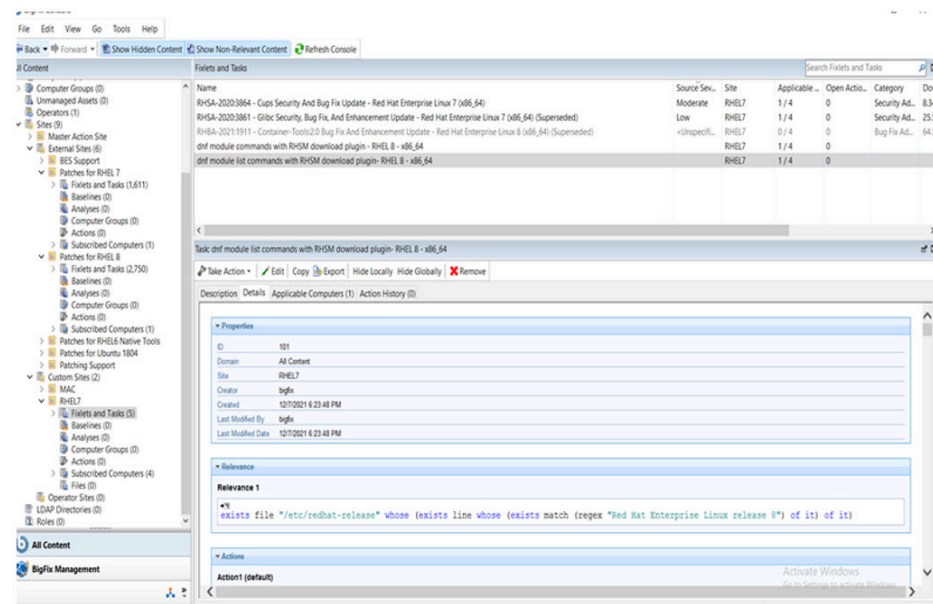 File Edit View Go Tools Help
Back Forward Show Hidden Content Show Non-Relevant Content Refresh Console
ll Content
Computer Groups (0)
Unmanaged Assets (0)
Operators (1)
Sites (9)
Master Action Site
External Sites (6)
BES Support
Patches for RHEL 7
Fixlets and Tasks (1,611)
Baselines (0)
Analyses (0)
Computer Groups (0)
Actions (0)
Subscribed Computers (1)
Patches for RHEL 8
Fixlets and Tasks (2,750)
Baselines (0)
Analyses (0)
Computer Groups (0)
Actions (0)
Subscribed Computers (1)
Patches for RHEL6 Native Tools
Patches for Ubuntu 1804
Patching Support
Custom Sites (2)
MAC
RHEL7
Fixlets and Tasks (5)
Baselines (0)
Analyses (0)
Computer Groups (0)
Actions (0)
Subscribed Computers (4)
Files (0)
Operator Sites (0)
LDAP Directories (0)
Roles (0)
All Content
BigFix Management
Fixlets and Tasks Search Fixlets and Tasks
Name Source Sev... Site Applicable ... Open Actio... Category Do
RHSA-2020:3864 - Cups Security And Bug Fix Update - Red Hat Enterprise Linux 7 (x86_64) Moderate RHEL7 1 / 4 0 Security Ad... 8.34
RHSA-2020:3861 - Glibc Security, Bug Fix, And Enhancement Update - Red Hat Enterprise Linux 7 (x86_64) (Superseded) Low RHEL7 1 / 4 0 Security Ad... 25.
RHBA-2021:1911 - Container-Tools2.0 Bug Fix And Enhancement Update - Red Hat Enterprise Linux 8 (x86_64) (Superseded) <Unspecifi... RHEL7 0 / 4 0 Bug Fix Ad... 64.
dnf module list commands with RHSM download plugin - RHEL 8 - x86_64 RHEL7 1 / 4 0
dnf module list commands with RHSM download plugin- RHEL 8 - x86_64 RHEL7 1 / 4 0
Task: dnf module list commands with RHSM download plugin- RHEL 8 - x86_64
Take Action Edit Copy Export Hide Locally Hide Globally Remove
Description Details Applicable Computers (1) Action History (0)
Properties
ID 101
Domain All Content
Site RHEL7
Creator bigfix
Created 12/7/2021 6:23:48 PM
Last Modified By bigfix
Last Modified Date 12/7/2021 6:23:48 PM
Relevance
Relevance 1
exists file "/etc/redhat-release" whose (exists line whose (exists match (regex "Red Hat Enterprise Linux release 8") of it) of it)
Actions
Action1 (default)
Activate Windows
Go to Settings to activate Windows.